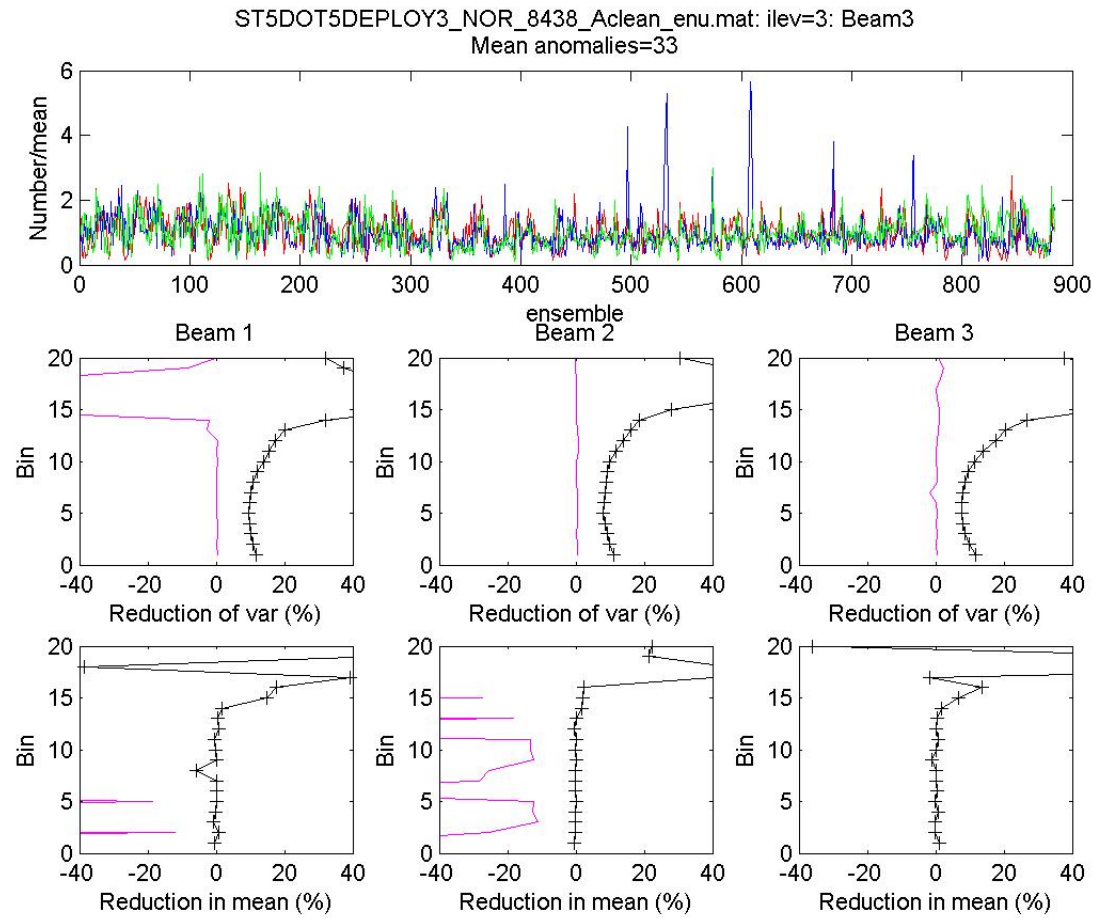 ST5DOT5DEPLOY3_NOR_8438_Aclean_enu.mat: ilev=3: Beam3
Mean anomalies=33
Number/mean
6
4
2
0
0 100 200 300 400 500 600 700 800 900
ensemble
Beam 1 Beam 2 Beam 3
Bin Bin Bin
20 20 20
15 15 15
10 10 10
5 5 5
0 0 0
-40 -20 0 20 40 -40 -20 0 20 40 -40 -20 0 20 40
Reduction of var (%) Reduction of var (%) Reduction of var (%)
Bin Bin Bin
20 20 20
15 15 15
10 10 10
5 5 5
0 0 0
-40 -20 0 20 40 -40 -20 0 20 40 -40 -20 0 20 40
Reduction in mean (%) Reduction in mean (%) Reduction in mean (%)